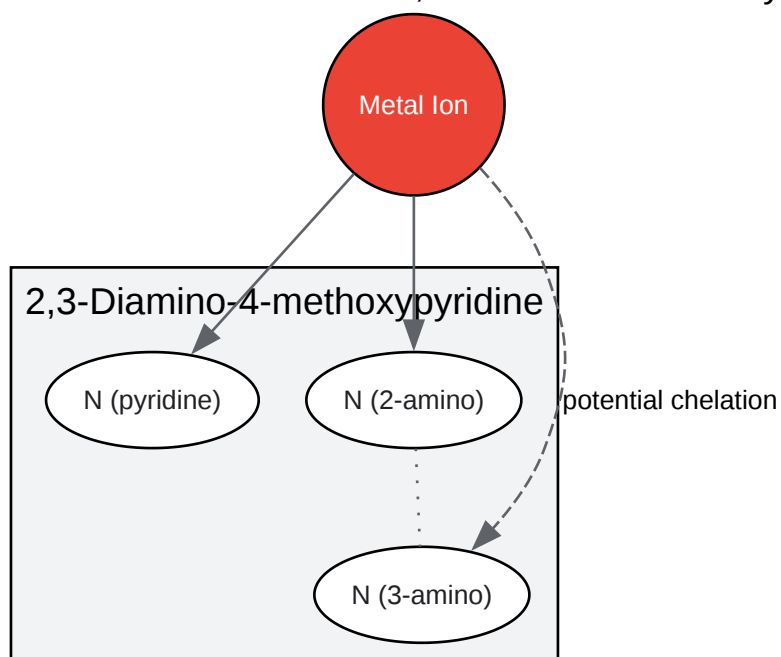 Metal Ion
2,3-Diamino-4-methoxypyridine
N (pyridine)
N (2-amino)
potential chelation
N (3-amino)